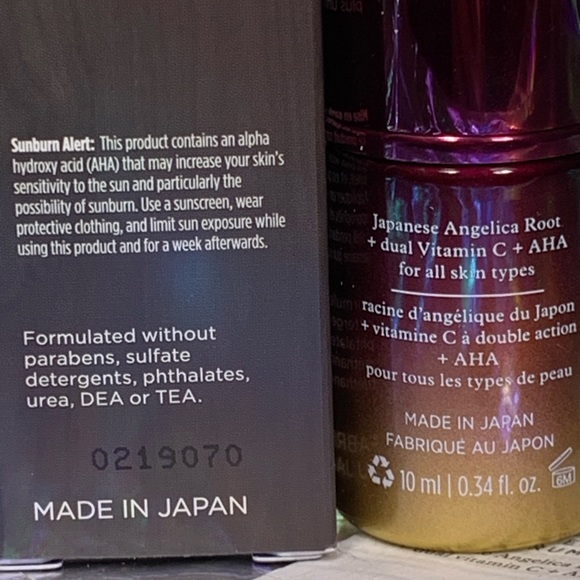 Sunburn Alert: This product contains an alpha
hydroxy acid (AHA) that may increase your skin's
sensitivity to the sun and particularly the
possibility of sunburn. Use a sunscreen, wear
protective clothing, and limit sun exposure while
using this product and for a week afterwards.
Formulated without
parabens, sulfate
detergents, phthalates,
urea, DEA or TEA.
0219070
MADE IN JAPAN
Japanese Angelica Root
+ dual Vitamin C + AHA
for all skin types
racine d'angélique du Japon
+ vitamine C à double action
+ AHA
pour tous les types de peau
MADE IN JAPAN
FABRIQUÉ AU JAPON
10 ml | 0.34 fl. oz.
6M